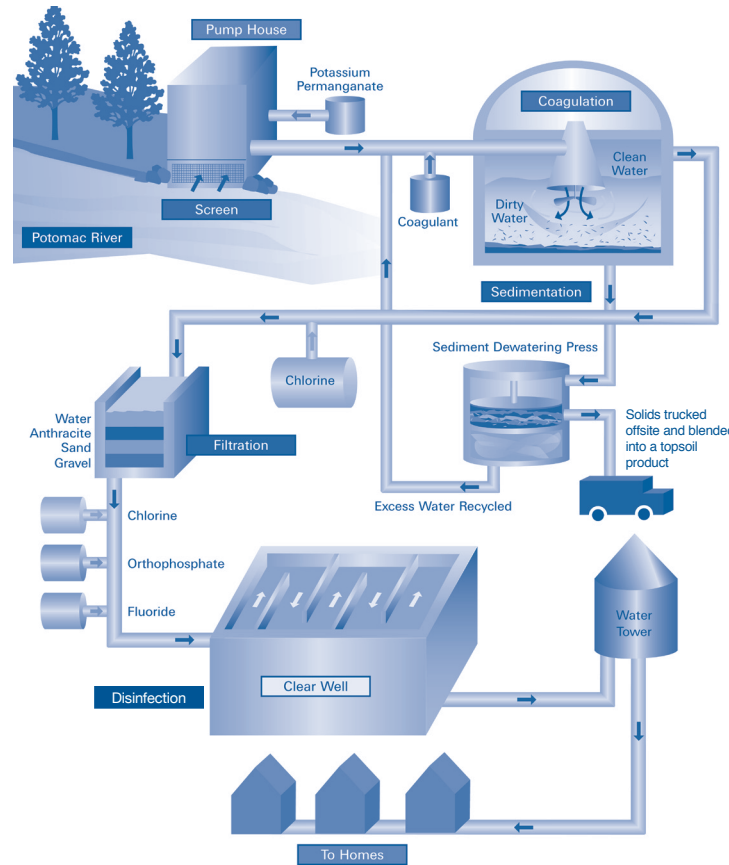 Pump House
Potassium
Permanganate
Coagulation
Clean
Water
Screen
Coagulant
Dirty
Water
Potomac River
Sedimentation
Sediment Dewatering Press
Chlorine
Water
Anthracite
Sand
Gravel
Filtration
Solids trucked
offsite and blended
into a topsoil
product
Excess Water Recycled
Chlorine
Orthophosphate
Fluoride
Water
Tower
Clear Well
Disinfection
To Homes